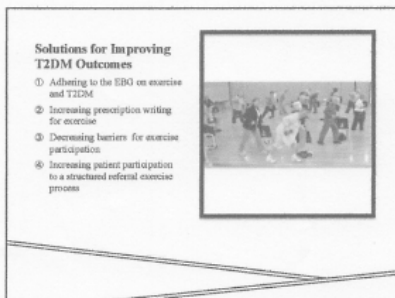 Solutions for Improving
T2DM Outcomes
① Adhering to the EBG on exercise
and T2DM
② Increasing prescription writing
for exercise
③ Decreasing barriers for exercise
participation
④ Increasing patient participation
to a structured referral exercise
process